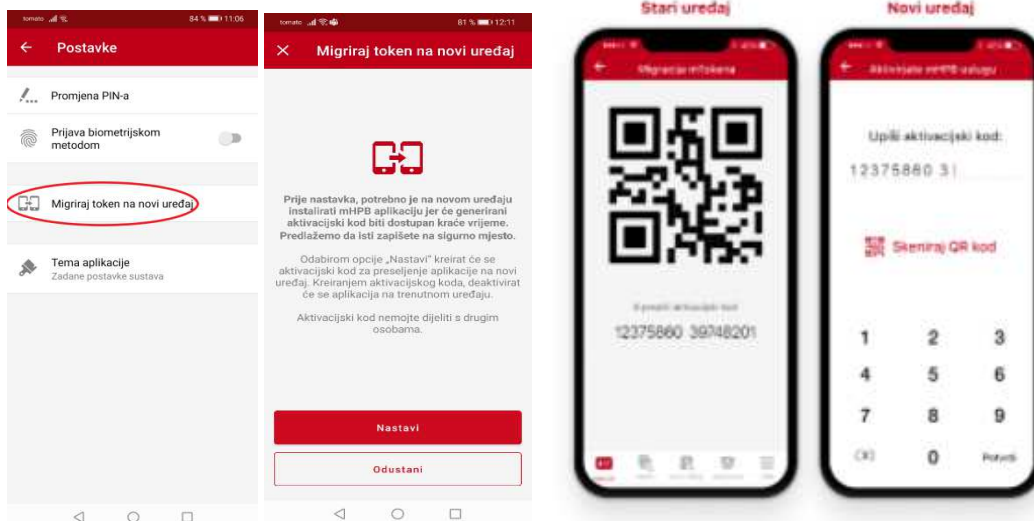 tomato
84 % 11:06
Postavke
Promjena PIN-a
Prijava biometrijskom
metodom
Migriraj token na novi uređaj
Tema aplikacije
Zadane postavke sustava
tomato
81 % 12:11
Migriraj token na novi uređaj
Prije nastavka, potrebno je na novom uređaju
instalirati mHPB aplikaciju jer će generirani
aktivacijski kod biti dostupan kraće vrijeme.
Predlažemo da isti zapišete na sigurno mjesto.
Odabirom opcije „Nastavi" kreirat će se
aktivacijski kod za preseljenje aplikacije na novi
uređaj. Kreiranjem aktivacijskog koda, deaktivirat
će se aplikacija na trenutnom uređaju.
Aktivacijski kod nemojte dijeliti s drugim
osobama.
Nastavi
Odustani
Stari uređaj
Migracija mTokena
12375860 39748201
Novi uređaj
Aktivirajte mHPB uslugu
Upiši aktivacijski kod:
12375860 3
Skeniraj QR kod
1 2 3
4 5 6
7 8 9
0 Potvrdi